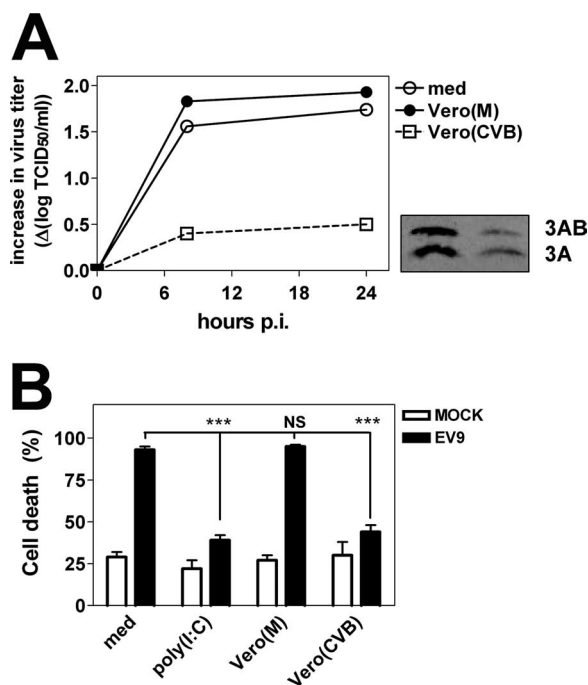 A
increase in virus titer
(Δ(log TCID50/ml))
2.0
1.5
1.0
0.5
0.0
0 6 12 18 24
hours p.i.
med
Vero(M)
Vero(CVB)
3AB
3A
B
Cell death (%)
100
75
50
25
0
*** NS ***
MOCK
EV9
med poly(I:C) Vero(M) Vero(CVB)